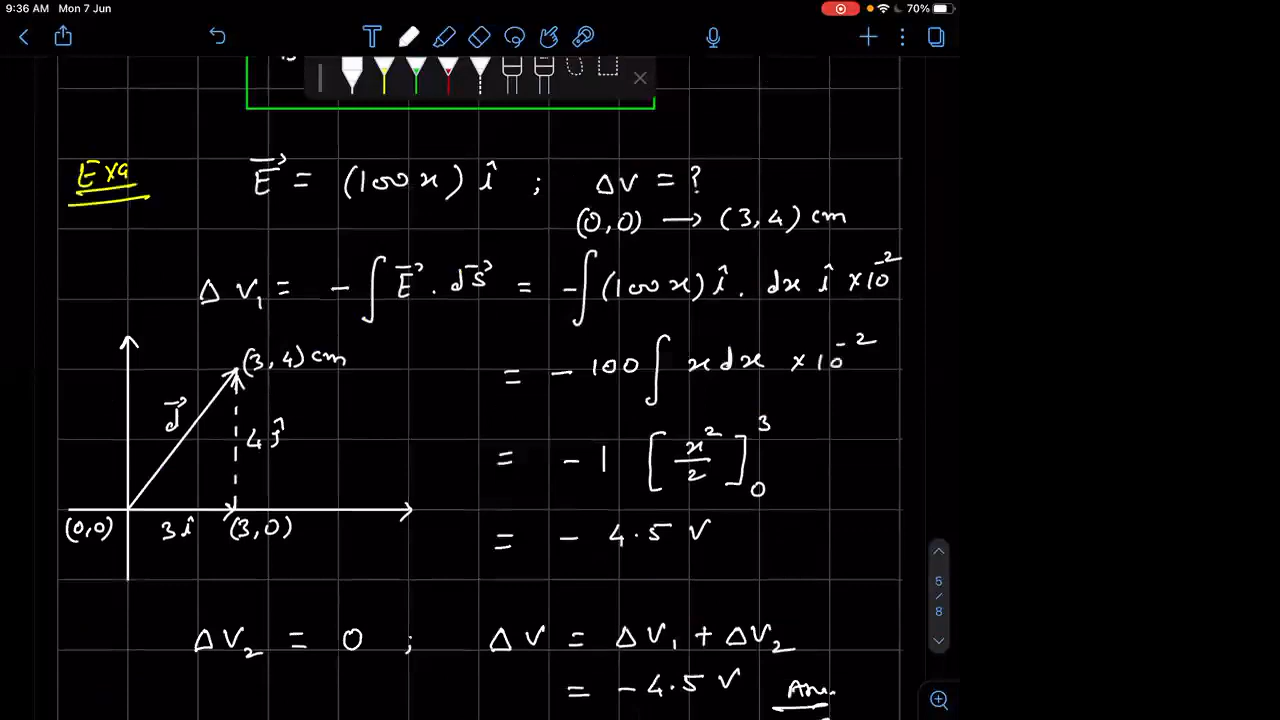 9:36 AM Mon 7 Jun
70%
T
Exa
E⃗ = (100x) î ; ΔV = ?
(0,0) → (3,4) cm
ΔV₁ = - ∫ E⃗ . ds⃗ = - ∫ (100x) î . dx î × 10⁻²
= - 100 ∫ x dx × 10⁻²
= - 1 [x²/2]₀³
= - 4.5 V
(3,4) cm
d⃗
4ĵ
(0,0) 3î (3,0)
ΔV₂ = 0 ; ΔV = ΔV₁ + ΔV₂
= - 4.5 V Ans.
5
/
8